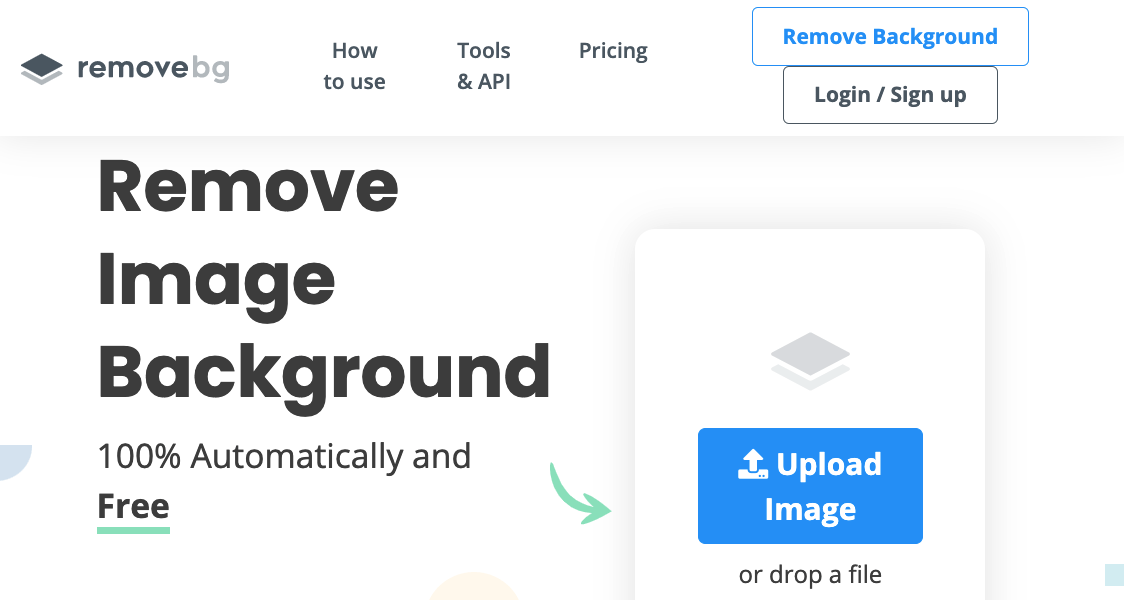 removebg
How
to use
Tools
& API
Pricing
Remove Background
Login / Sign up
Remove
Image
Background
100% Automatically and
Free
Upload
Image
or drop a file